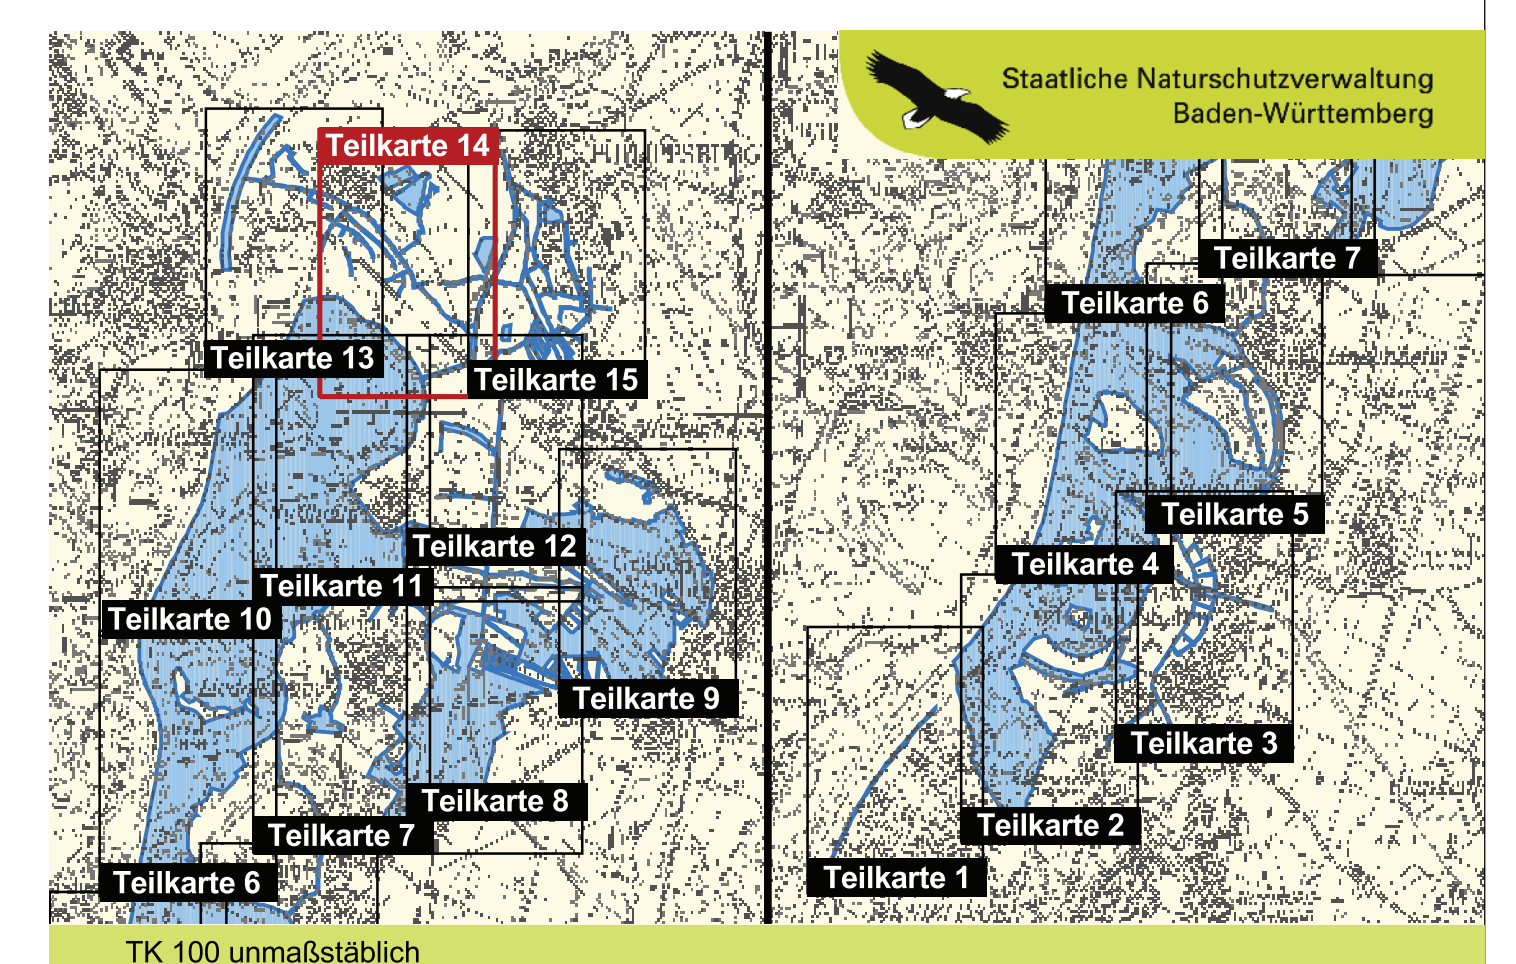 Staatliche Naturschutzverwaltung
Baden-Württemberg
Teilkarte 14
Teilkarte 13
Teilkarte 15
Teilkarte 12
Teilkarte 11
Teilkarte 10
Teilkarte 9
Teilkarte 8
Teilkarte 7
Teilkarte 6
Teilkarte 7
Teilkarte 6
Teilkarte 5
Teilkarte 4
Teilkarte 3
Teilkarte 2
Teilkarte 1
TK 100 unmaßstäblich